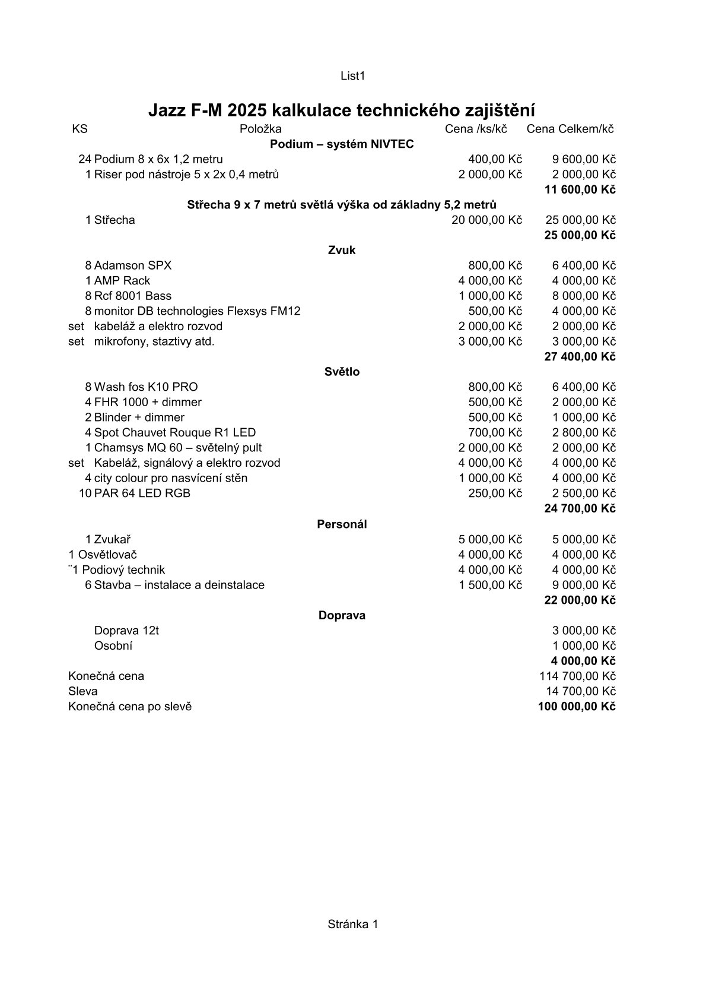 List1
Jazz F-M 2025 kalkulace technického zajištění
KS Položka Cena /ks/kč Cena Celkem/kč
Podium – systém NIVTEC
24 Podium 8 x 6x 1,2 metru 400,00 Kč 9 600,00 Kč
1 Riser pod nástroje 5 x 2x 0,4 metrů 2 000,00 Kč 2 000,00 Kč
11 600,00 Kč
Střecha 9 x 7 metrů světlá výška od základny 5,2 metrů
1 Střecha 20 000,00 Kč 25 000,00 Kč
25 000,00 Kč
Zvuk
8 Adamson SPX 800,00 Kč 6 400,00 Kč
1 AMP Rack 4 000,00 Kč 4 000,00 Kč
8 Rcf 8001 Bass 1 000,00 Kč 8 000,00 Kč
8 monitor DB technologies Flexsys FM12 500,00 Kč 4 000,00 Kč
set kabeláž a elektro rozvod 2 000,00 Kč 2 000,00 Kč
set mikrofony, staztivy atd. 3 000,00 Kč 3 000,00 Kč
27 400,00 Kč
Světlo
8 Wash fos K10 PRO 800,00 Kč 6 400,00 Kč
4 FHR 1000 + dimmer 500,00 Kč 2 000,00 Kč
2 Blinder + dimmer 500,00 Kč 1 000,00 Kč
4 Spot Chauvet Rouque R1 LED 700,00 Kč 2 800,00 Kč
1 Chamsys MQ 60 – světelný pult 2 000,00 Kč 2 000,00 Kč
set Kabeláž, signálový a elektro rozvod 4 000,00 Kč 4 000,00 Kč
4 city colour pro nasvícení stěn 1 000,00 Kč 4 000,00 Kč
10 PAR 64 LED RGB 250,00 Kč 2 500,00 Kč
24 700,00 Kč
Personál
1 Zvukař 5 000,00 Kč 5 000,00 Kč
1 Osvětlovač 4 000,00 Kč 4 000,00 Kč
¨1 Podiový technik 4 000,00 Kč 4 000,00 Kč
6 Stavba – instalace a deinstalace 1 500,00 Kč 9 000,00 Kč
22 000,00 Kč
Doprava
Doprava 12t 3 000,00 Kč
Osobní 1 000,00 Kč
4 000,00 Kč
Konečná cena 114 700,00 Kč
Sleva 14 700,00 Kč
Konečná cena po slevě 100 000,00 Kč
Stránka 1